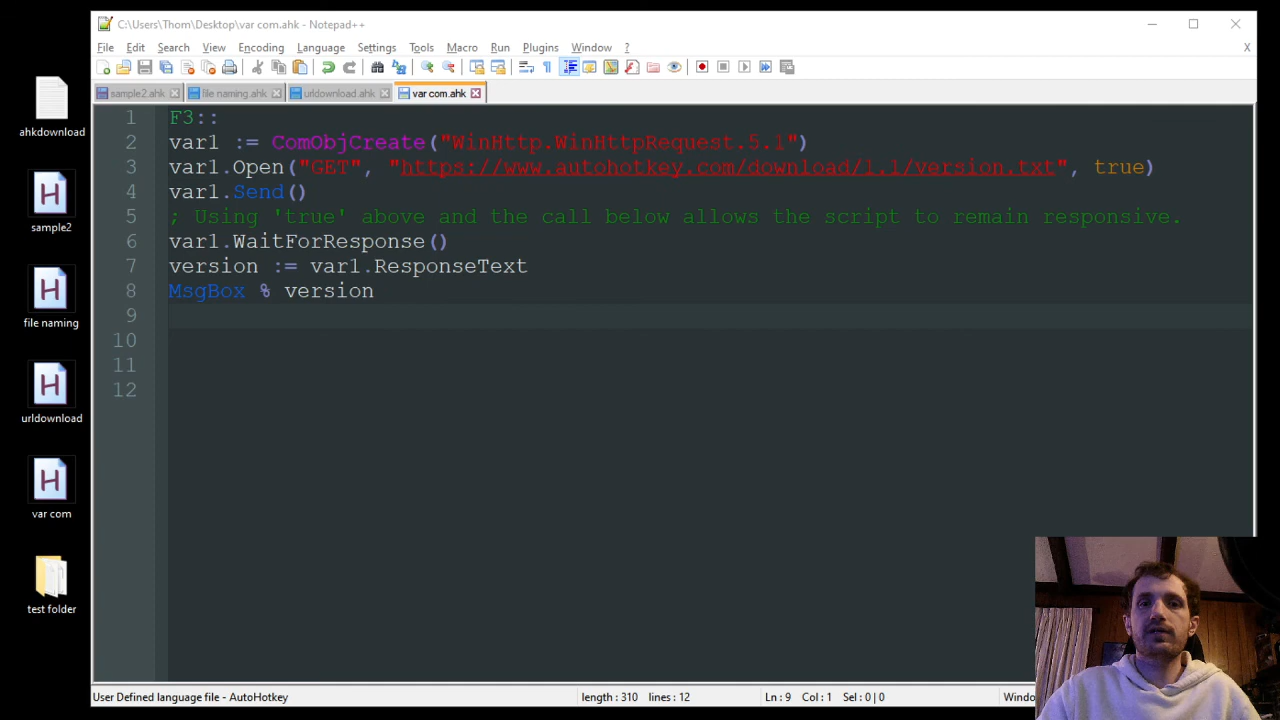 C:\Users\Thom\Desktop\var com.ahk - Notepad++
File Edit Search View Encoding Language Settings Tools Macro Run Plugins Window ? X
sample2.ahk file naming.ahk urldownload.ahk var com.ahk
1 F3::
2 var1 := ComObjCreate("WinHttp.WinHttpRequest.5.1")
3 var1.Open("GET", "https://www.autohotkey.com/download/1.1/version.txt", true)
4 var1.Send()
5 ; Using 'true' above and the call below allows the script to remain responsive.
6 var1.WaitForResponse()
7 version := var1.ResponseText
8 MsgBox % version
9
10
11
12
ahkdownload
sample2
file naming
urldownload
var com
test folder
User Defined language file - AutoHotkey length : 310 lines : 12 Ln : 9 Col : 1 Sel : 0 | 0 Windo